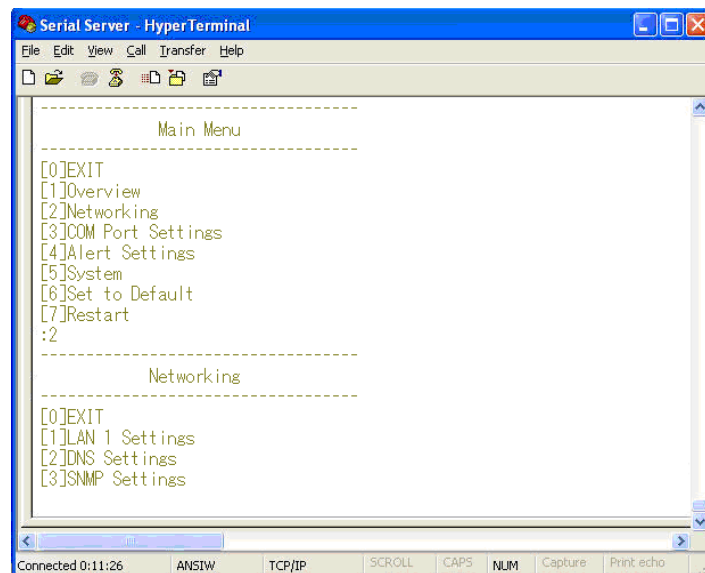 Serial Server - HyperTerminal
File Edit View Call Transfer Help
-----------------------------------
Main Menu
-----------------------------------
[0]EXIT
[1]Overview
[2]Networking
[3]COM Port Settings
[4]Alert Settings
[5]System
[6]Set to Default
[7]Restart
:2
-----------------------------------
Networking
-----------------------------------
[0]EXIT
[1]LAN 1 Settings
[2]DNS Settings
[3]SNMP Settings
Connected 0:11:26 ANSIW TCP/IP SCROLL CAPS NUM Capture Print echo